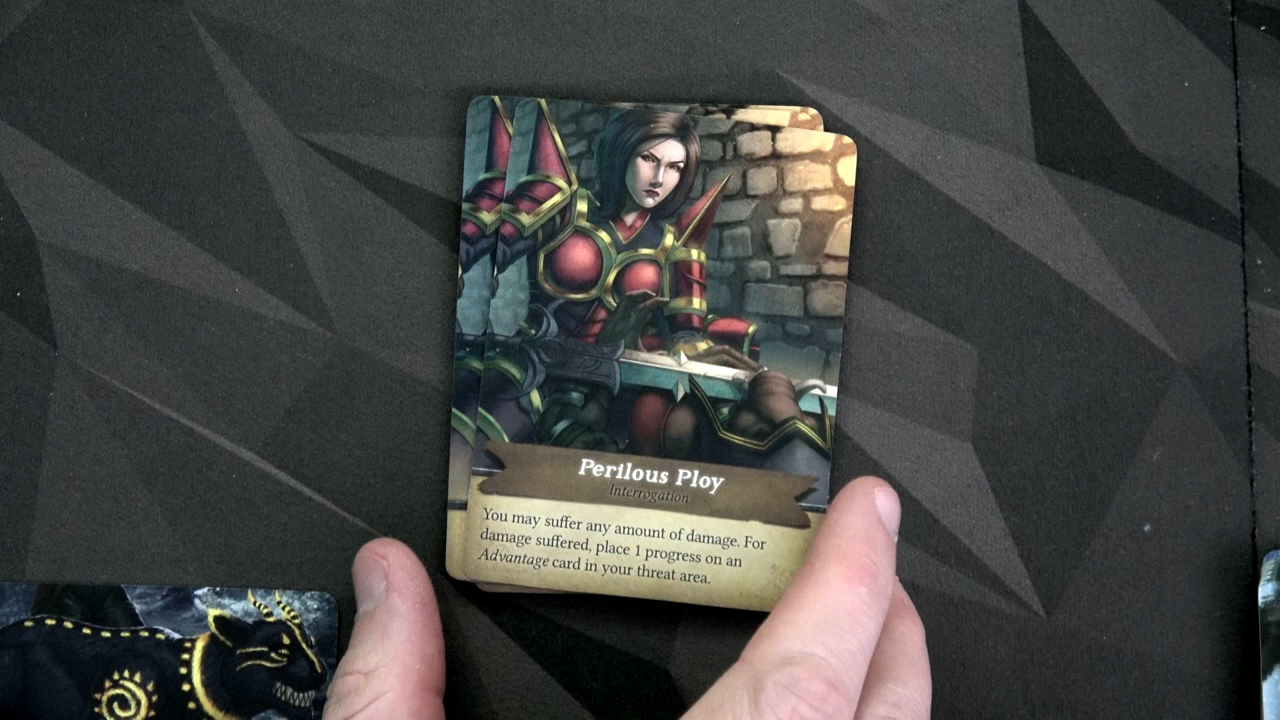 Perilous Ploy
Interrogation
You may suffer any amount of damage. For
damage suffered, place 1 progress on an
Advantage card in your threat area.